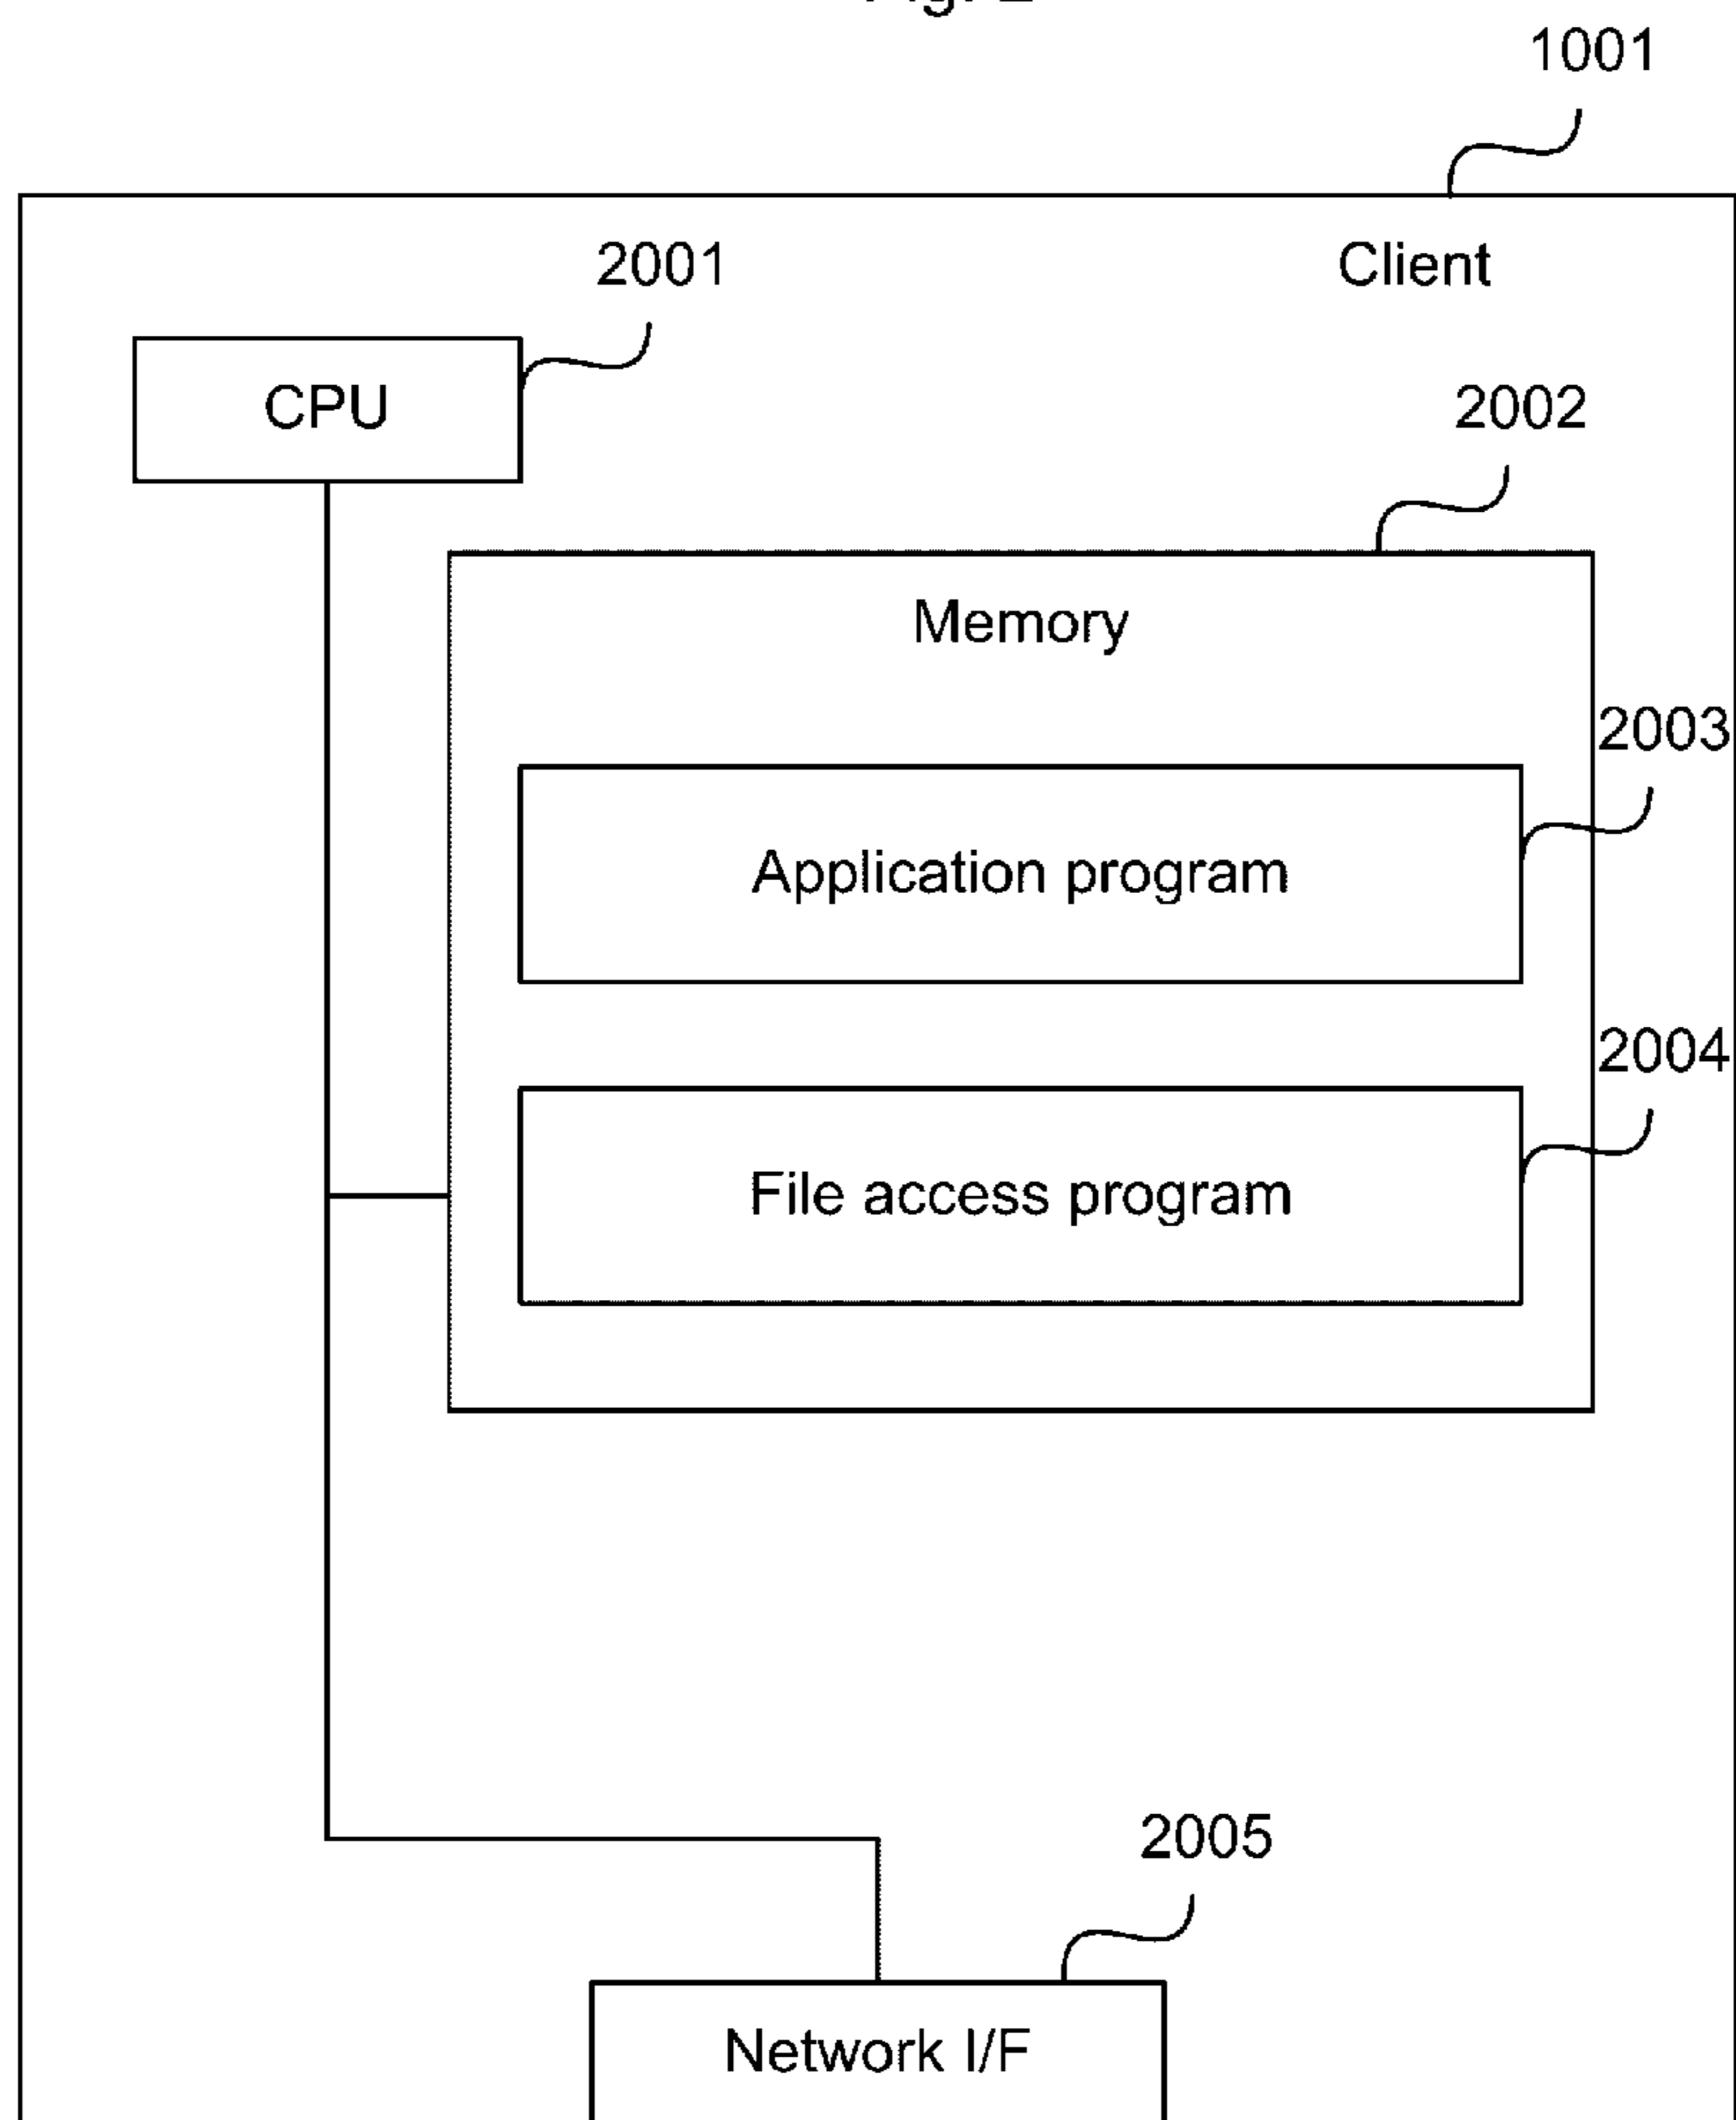 1001
2001
Client
CPU
2002
Memory
2003
Application program
2004
File access program
2005
Network I/F